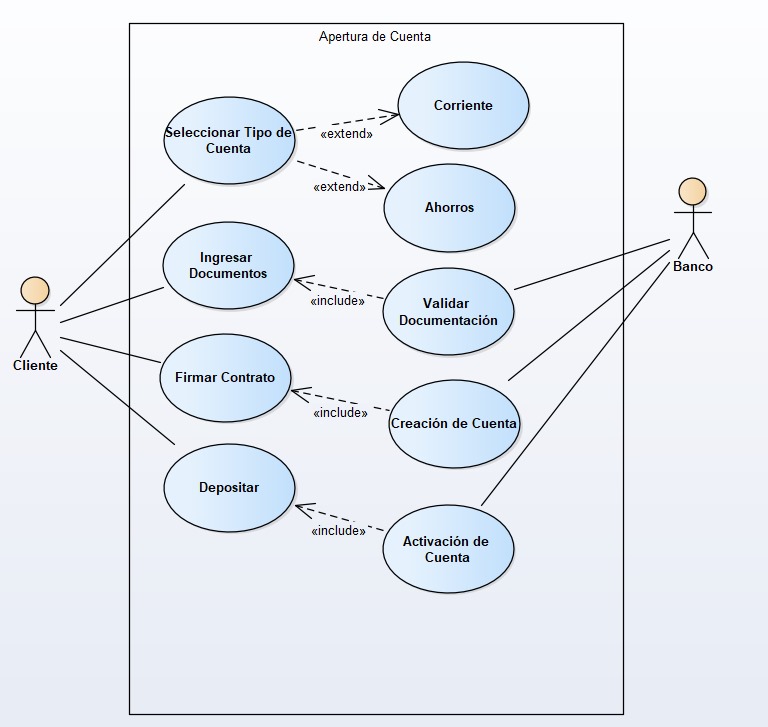 Apertura de Cuenta
Corriente
Seleccionar Tipo de
Cuenta
«extend»
«extend»
Ahorros
Ingresar
Documentos
Banco
«include»
Validar
Documentación
Cliente
Firmar Contrato
«include»
Creación de Cuenta
Depositar
«include»
Activación de
Cuenta